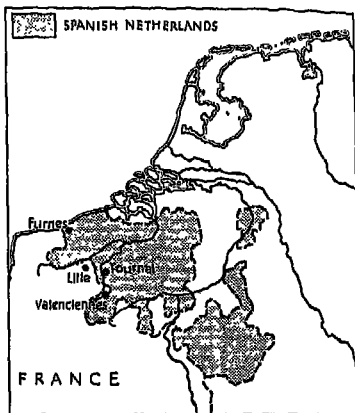 SPANISH NETHERLANDS
Furnes
Lille
Tournai
Valenciennes
FRANCE